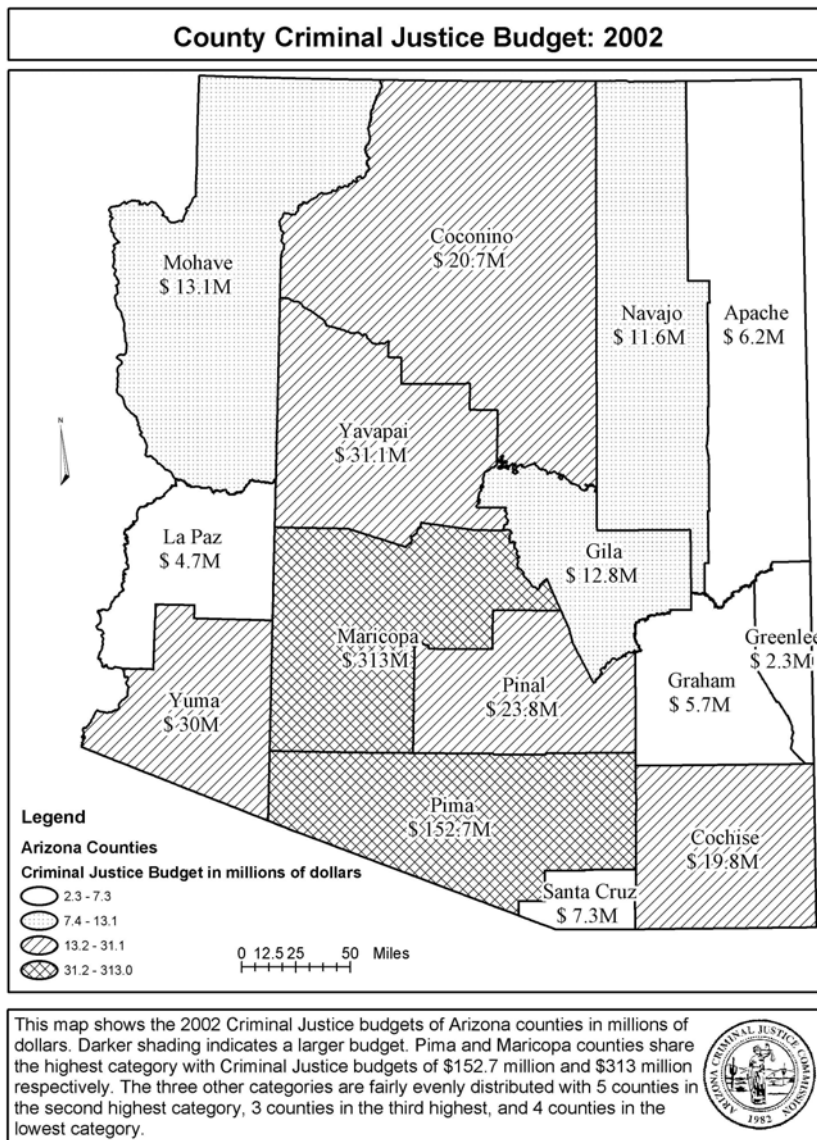 County Criminal Justice Budget: 2002
Mohave
$ 13.1M
Coconino
$ 20.7M
Navajo
$ 11.6M
Apache
$ 6.2M
N
Yavapai
$ 31.1M
La Paz
$ 4.7M
Gila
$ 12.8M
Maricopa
$ 313M
Greenlee
$ 2.3M
Graham
$ 5.7M
Pinal
$ 23.8M
Yuma
$ 30M
Pima
$ 152.7M
Cochise
$ 19.8M
Santa Cruz
$ 7.3M
Legend
Arizona Counties
Criminal Justice Budget in millions of dollars
2.3 - 7.3
7.4 - 13.1
13.2 - 31.1
31.2 - 313.0
0 12.5 25 50 Miles
This map shows the 2002 Criminal Justice budgets of Arizona counties in millions of
dollars. Darker shading indicates a larger budget. Pima and Maricopa counties share
the highest category with Criminal Justice budgets of $152.7 million and $313 million
respectively. The three other categories are fairly evenly distributed with 5 counties in
the second highest category, 3 counties in the third highest, and 4 counties in the
lowest category.
ARIZONA CRIMINAL JUSTICE COMMISSION
1982